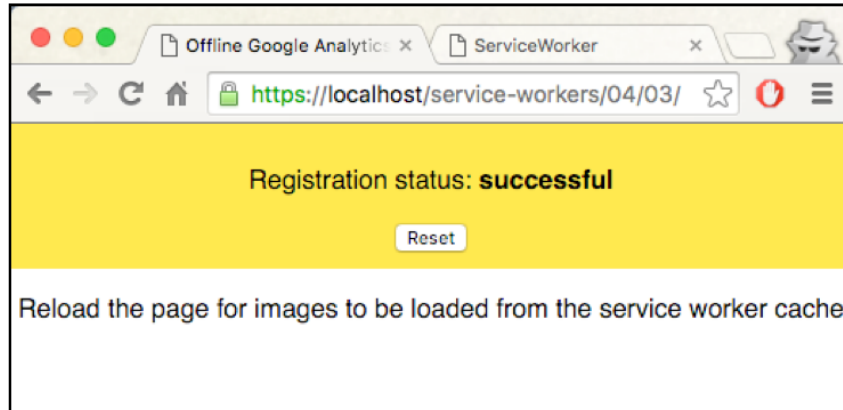 Offline Google Analytics
ServiceWorker
https://localhost/service-workers/04/03/
Registration status: successful
Reset
Reload the page for images to be loaded from the service worker cache